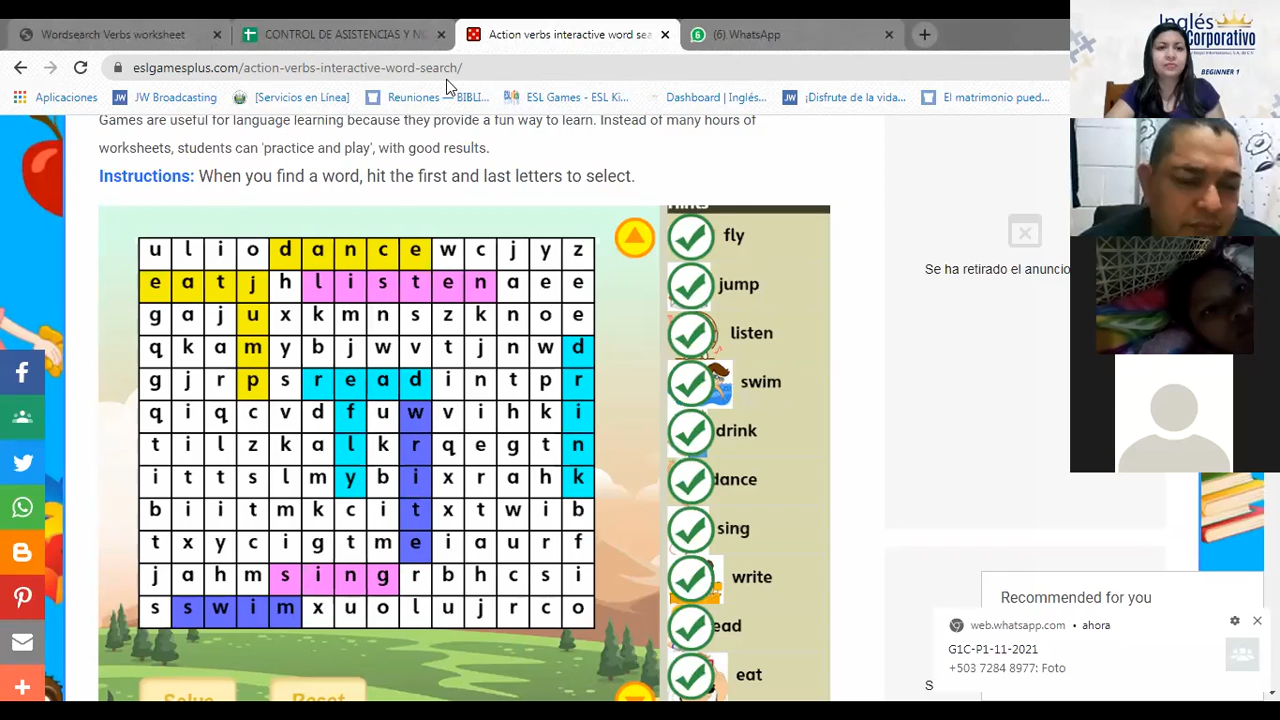 Wordsearch Verbs worksheet
CONTROL DE ASISTENCIAS Y N
Action verbs interactive word sea
(6) WhatsApp
eslgamesplus.com/action-verbs-interactive-word-search/
Aplicaciones
JW Broadcasting
[Servicios en Línea]
Reuniones — BIBLI...
ESL Games - ESL Ki...
Dashboard | Inglés...
¡Disfrute de la vida...
El matrimonio pued...
Inglés
Corporativo
BEGINNER 1
Games are useful for language learning because they provide a fun way to learn. Instead of many hours of
worksheets, students can 'practice and play', with good results.
Instructions: When you find a word, hit the first and last letters to select.
Hints
u l i o d a n c e w c j y z
e a t j h l i s t e n a e e
g a j u x k m n s z k n o e
q k a m y b j w v t j n w d
g j r p s r e a d i n t p r
q i q c v d f u w v i h k i
t i l z k a l k r q e g t n
i t t s l m y b i x r a h k
b i i t m k c i t x t w i b
t x y c i g t m e i a u r f
j a h m s i n g r b h c s i
s s w i m x u o l u j r c o
fly
jump
listen
swim
drink
dance
sing
write
ead
eat
Solve
Reset
Se ha retirado el anuncio
Recommended for you
web.whatsapp.com • ahora
G1C-P1-11-2021
+503 7284 8977: Foto
S